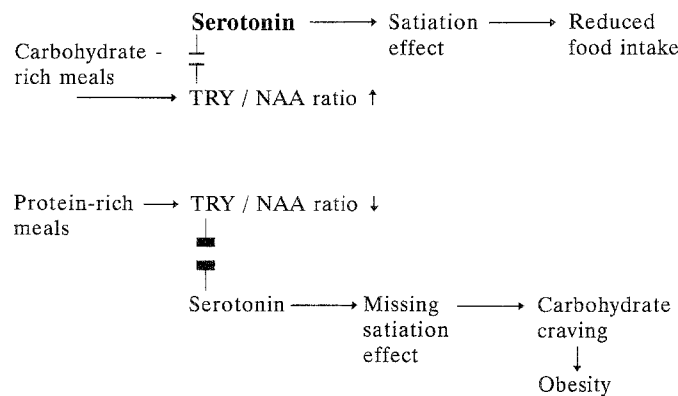 Serotonin → Satiation effect → Reduced food intake
Carbohydrate - rich meals → TRY / NAA ratio ↑
Protein-rich meals → TRY / NAA ratio ↓
Serotonin → Missing satiation effect → Carbohydrate craving
↓
Obesity